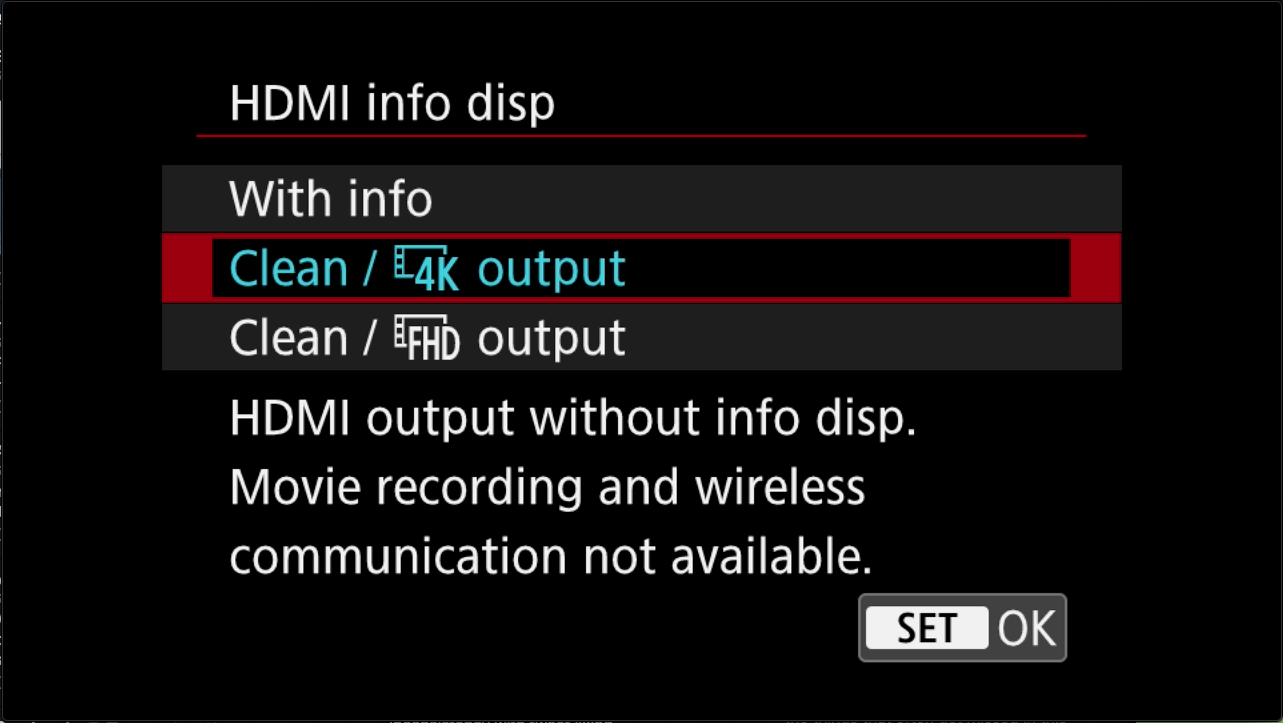 HDMI info disp
With info
Clean / 4K output
Clean / FHD output
HDMI output without info disp.
Movie recording and wireless
communication not available.
SET OK